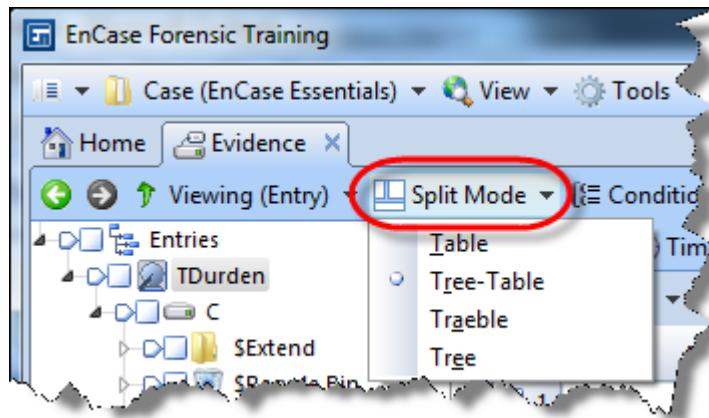 EnCase Forensic Training
Case (EnCase Essentials) View Tools
Home Evidence
Viewing (Entry) Split Mode
Entries
Table
TDurden
Tree-Table
C
Traeble
$Extend
Tree